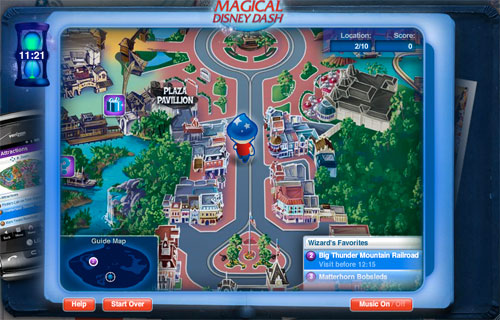 MAGICAL
DISNEY DASH
Location:
Score:
2/10
0
11:21
PLAZA
PAVILLION
verizon
Attractions
Guide Map
Wizard's Favorites
2
Big Thunder Mountain Railroad
Visit before 12:15
3
Matterhorn Bobsleds
Help
Start Over
Music On / Off